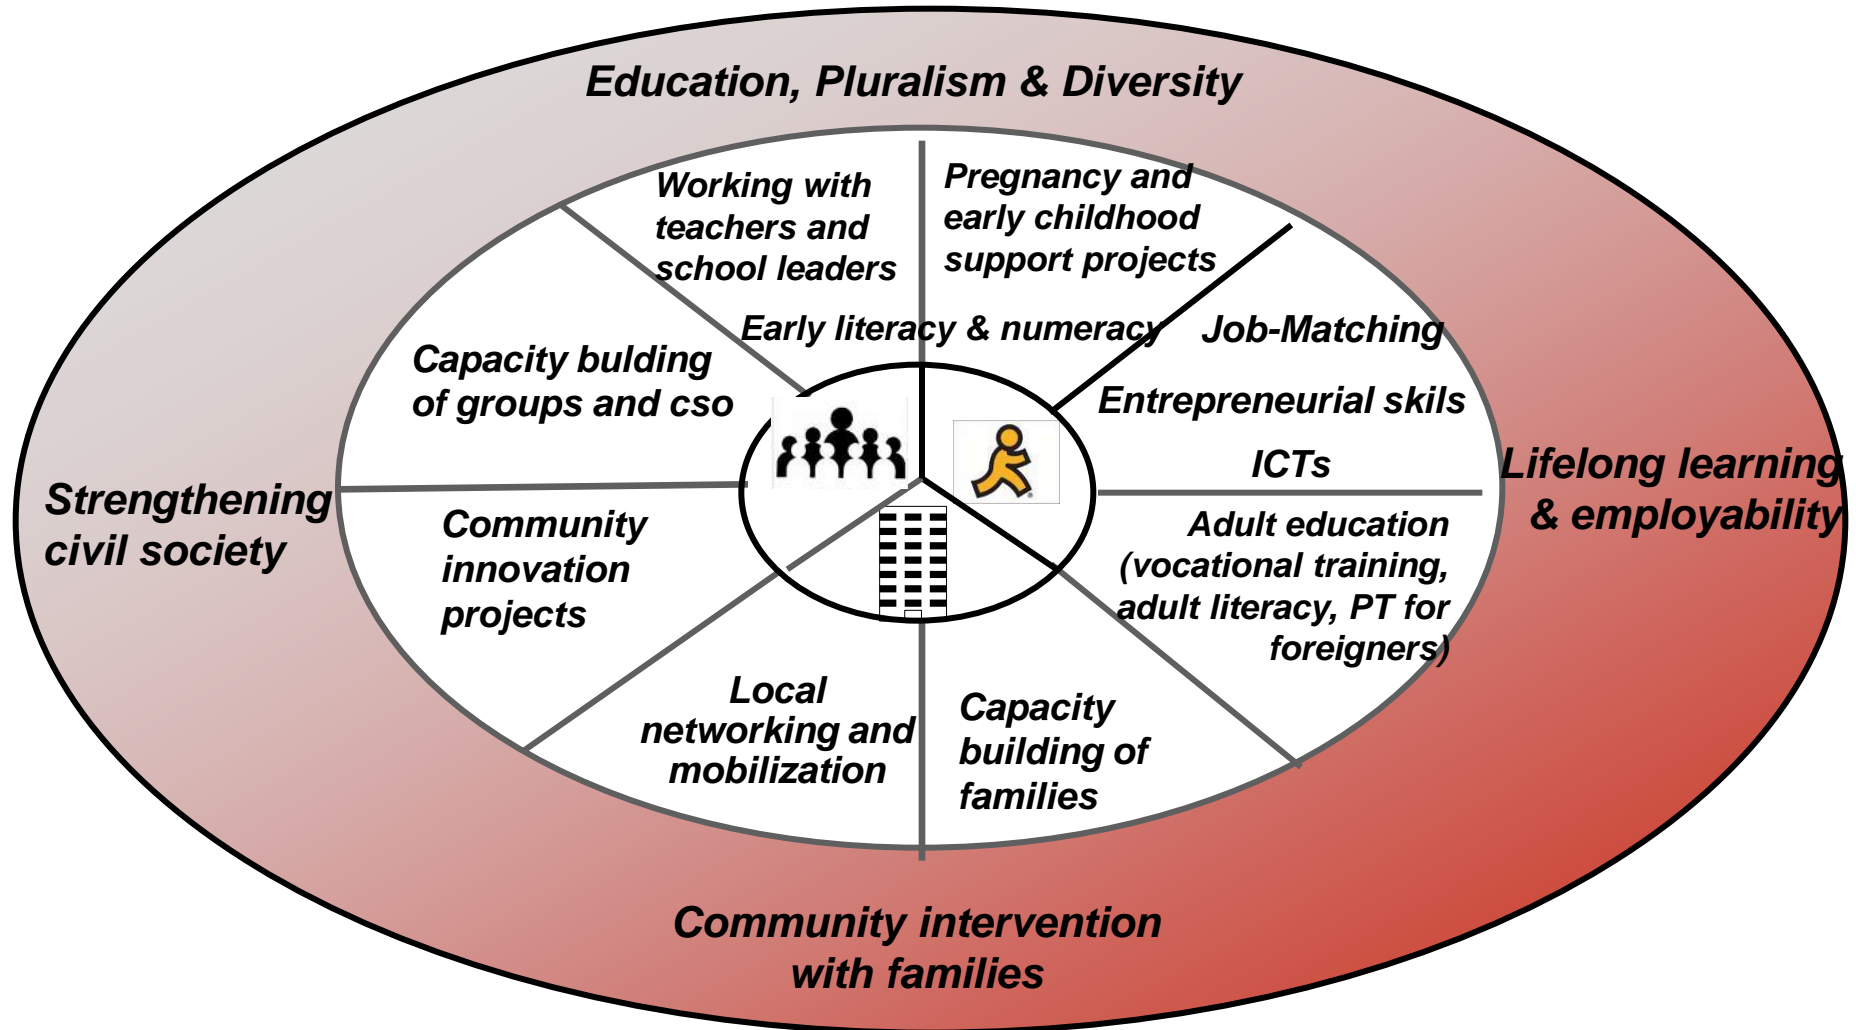 Education, Pluralism & Diversity
Working with
teachers and
school leaders
Pregnancy and
early childhood
support projects
Early literacy & numeracy
Job-Matching
Entrepreneurial skils
ICTs
Capacity bulding
of groups and cso
Strengthening
civil society
Lifelong learning
& employability
Community
innovation
projects
Adult education
(vocational training,
adult literacy, PT for
foreigners)
Local
networking and
mobilization
Capacity
building of
families
Community intervention
with families